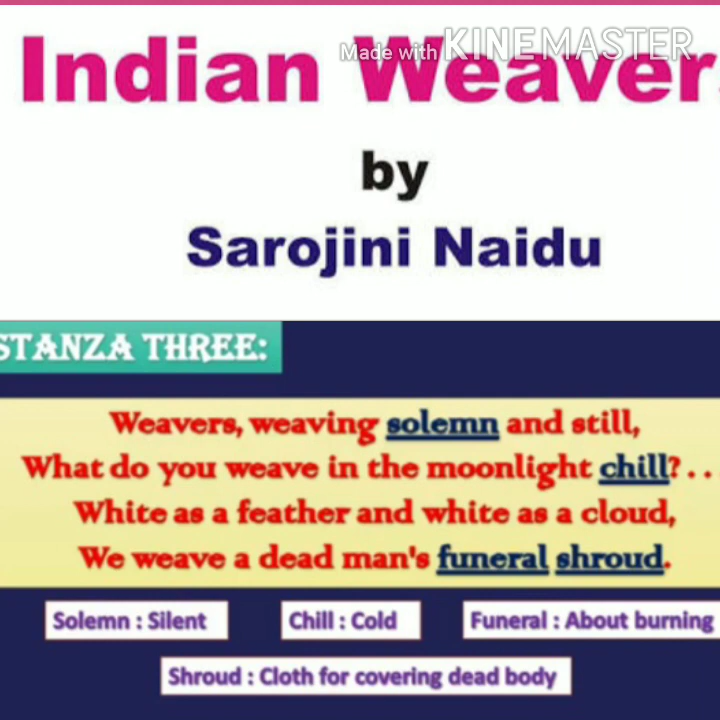 Made with KINEMASTER
Indian Weaver
by
Sarojini Naidu
STANZA THREE:
Weavers, weaving solemn and still,
What do you weave in the moonlight chill? . .
White as a feather and white as a cloud,
We weave a dead man's funeral shroud.
Solemn : Silent
Chill : Cold
Funeral : About burning
Shroud : Cloth for covering dead body